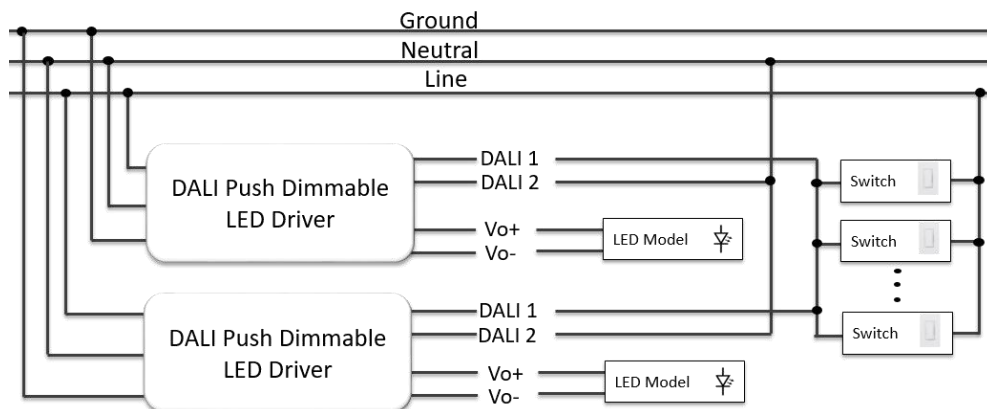 Ground
Neutral
Line
DALI Push Dimmable
LED Driver
DALI 1
DALI 2
Vo+
Vo-
LED Model
Switch
Switch
Switch
DALI Push Dimmable
LED Driver
DALI 1
DALI 2
Vo+
Vo-
LED Model